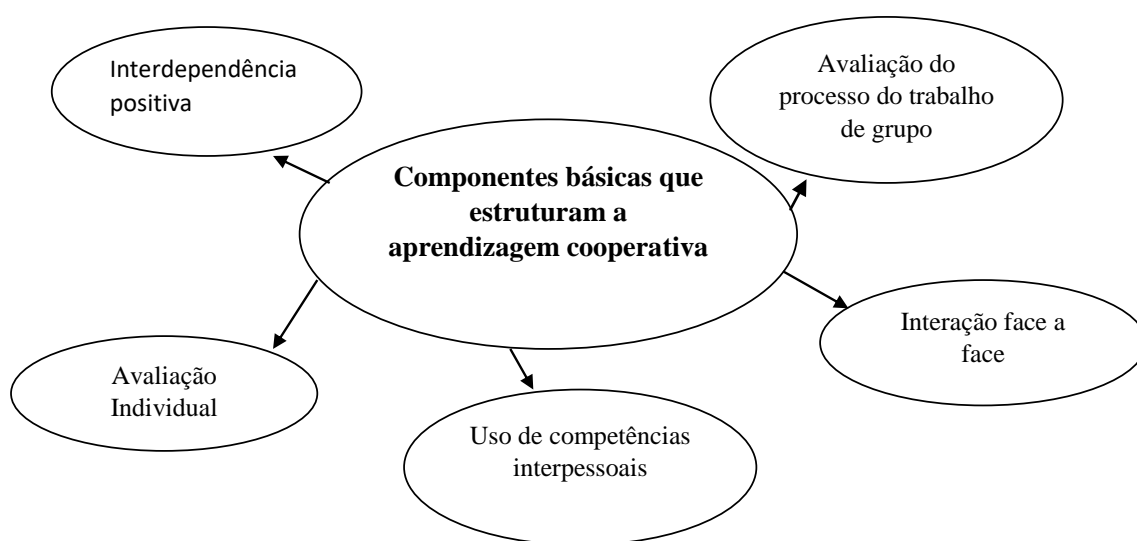 Interdependência
positiva
Avaliação do
processo do trabalho
de grupo
Componentes básicas que
estruturam a
aprendizagem cooperativa
Interação face a
face
Avaliação
Individual
Uso de competências
interpessoais